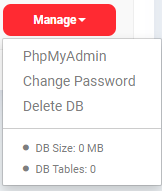 Manage
PhpMyAdmin
Change Password
Delete DB
DB Size: 0 MB
DB Tables: 0